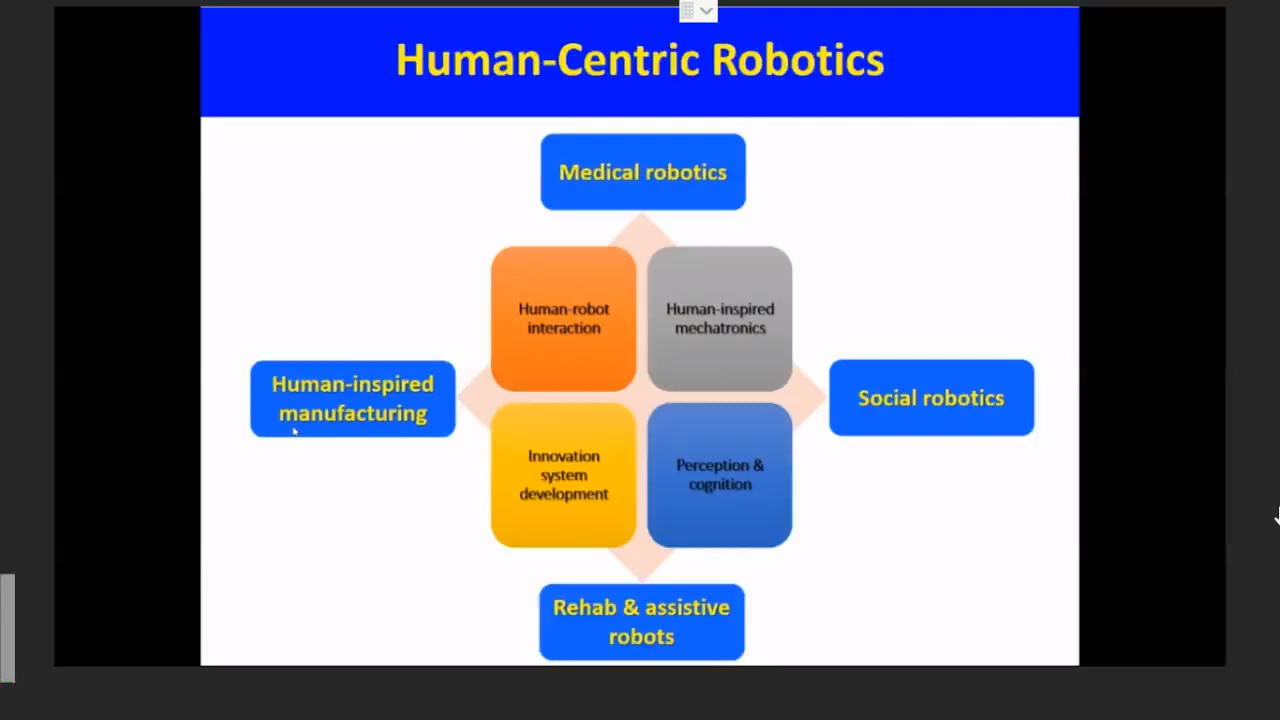 Human-Centric Robotics
Medical robotics
Human-robot
interaction
Human-inspired
mechatronics
Human-inspired
manufacturing
Social robotics
Innovation
system
development
Perception &
cognition
Rehab & assistive
robots